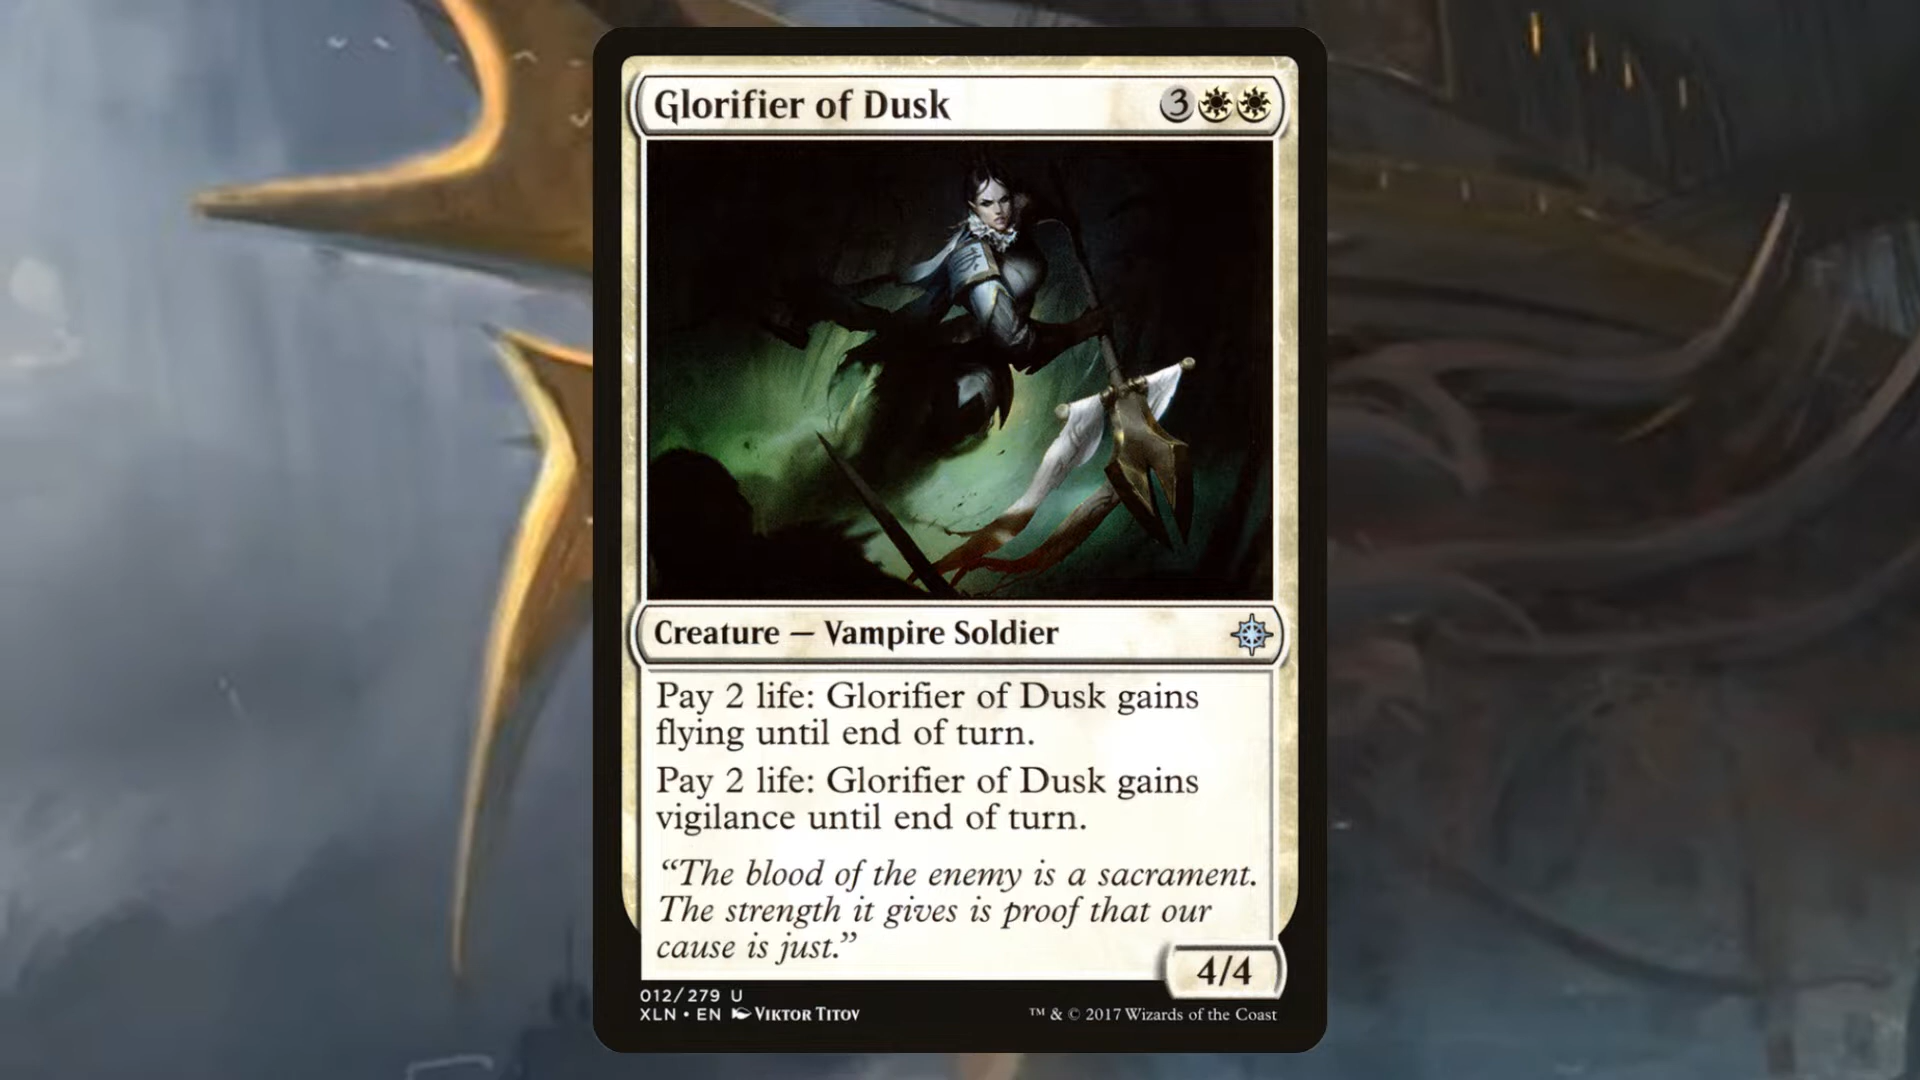 Glorifier of Dusk 3
Creature — Vampire Soldier
Pay 2 life: Glorifier of Dusk gains
flying until end of turn.
Pay 2 life: Glorifier of Dusk gains
vigilance until end of turn.
“The blood of the enemy is a sacrament.
The strength it gives is proof that our
cause is just.”
4/4
012/279 U
XLN • EN Viktor Titov
™ & © 2017 Wizards of the Coast